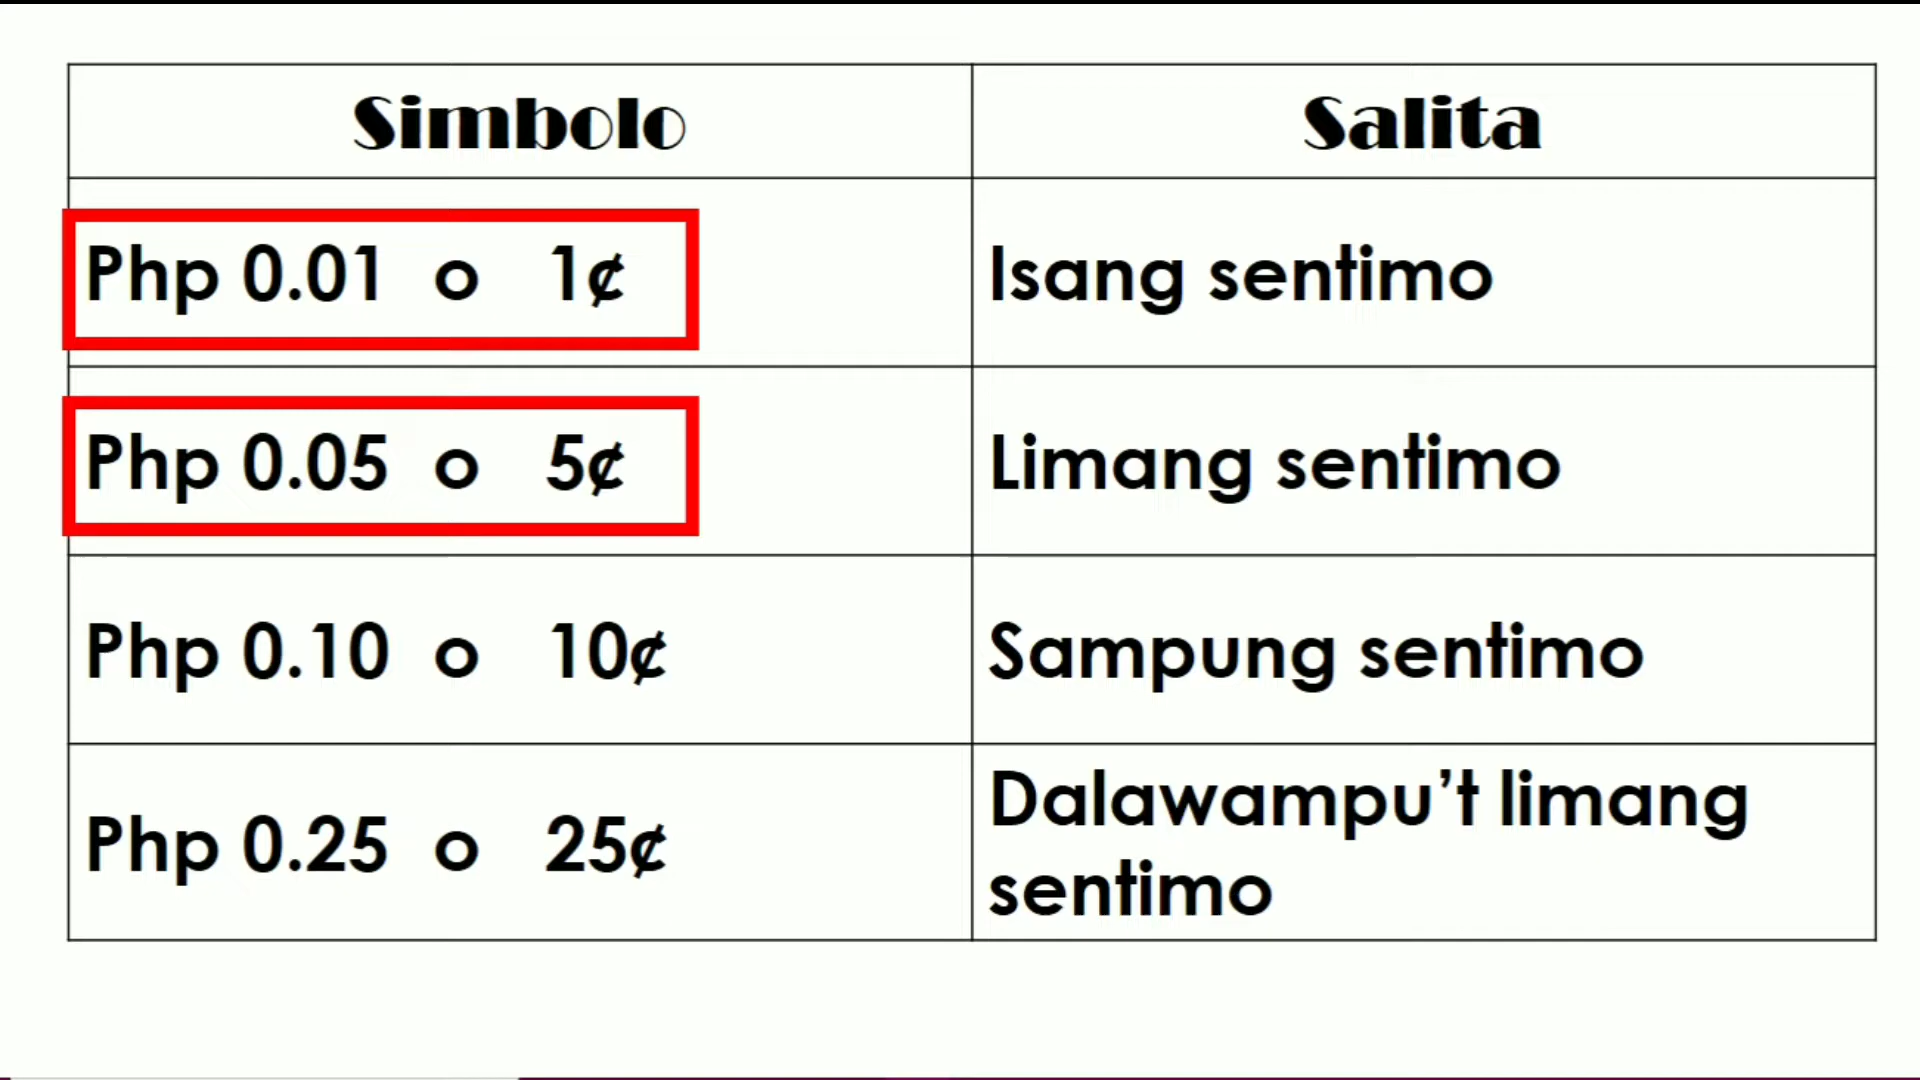 Simbolo Salita
Php 0.01 o 1¢ Isang sentimo
Php 0.05 o 5¢ Limang sentimo
Php 0.10 o 10¢ Sampung sentimo
Php 0.25 o 25¢ Dalawampu’t limang
sentimo